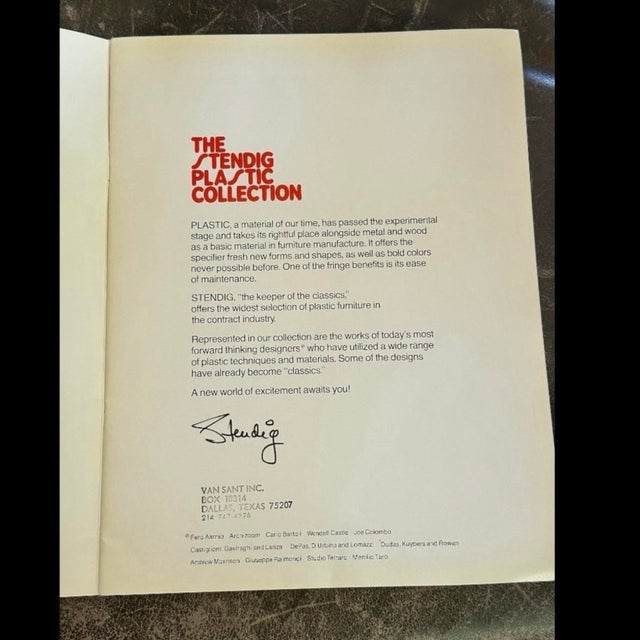 THE
STENDIG
PLASTIC
COLLECTION
PLASTIC, a material of our time, has passed the experimental
stage and takes its rightful place alongside metal and wood
as a basic material in furniture manufacture. It offers the
specifier fresh new forms and shapes, as well as bold colors
never possible before. One of the fringe benefits is its ease
of maintenance.
STENDIG, "the keeper of the classics,"
offers the widest selection of plastic furniture in
the contract industry.
Represented in our collection are the works of today's most
forward thinking designers* who have utilized a wide range
of plastic techniques and materials. Some of the designs
have already become "classics."
A new world of excitement awaits you!
Stendig
VAN SANT INC.
BOX 10314
DALLAS, TEXAS 75207
214
*Eero Aarnio Archizoom Carlo Bartoli Wendell Castle Joe Colombo
Castiglioni Gaviraghi and Lanza DePas, D'Urbino and Lomazzi Dudas, Kuypers and Rowan
Andrew Morrison Giuseppe Raimondi Studio Tetrarc